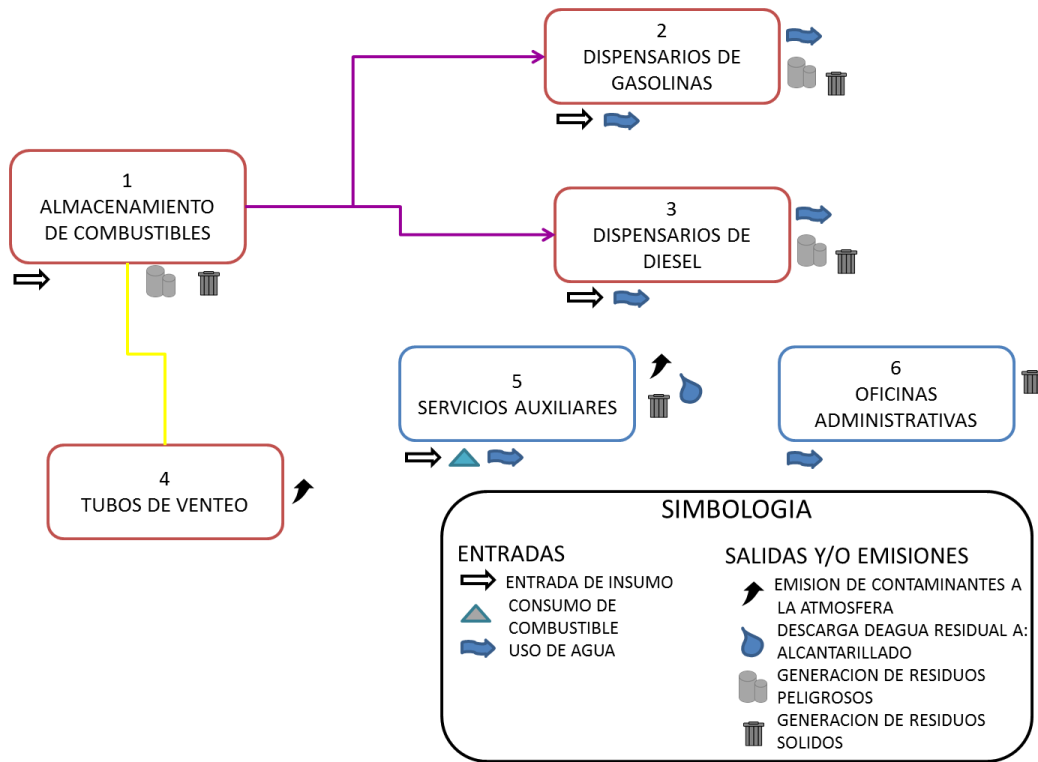 1
ALMACENAMIENTO
DE COMBUSTIBLES
2
DISPENSARIOS DE
GASOLINAS
3
DISPENSARIOS DE
DIESEL
4
TUBOS DE VENTEO
5
SERVICIOS AUXILIARES
6
OFICINAS
ADMINISTRATIVAS
SIMBOLOGIA
ENTRADAS
ENTRADA DE INSUMO
CONSUMO DE
COMBUSTIBLE
USO DE AGUA
SALIDAS Y/O EMISIONES
EMISION DE CONTAMINANTES A
LA ATMOSFERA
DESCARGA DEAGUA RESIDUAL A:
ALCANTARILLADO
GENERACION DE RESIDUOS
PELIGROSOS
GENERACION DE RESIDUOS
SOLIDOS